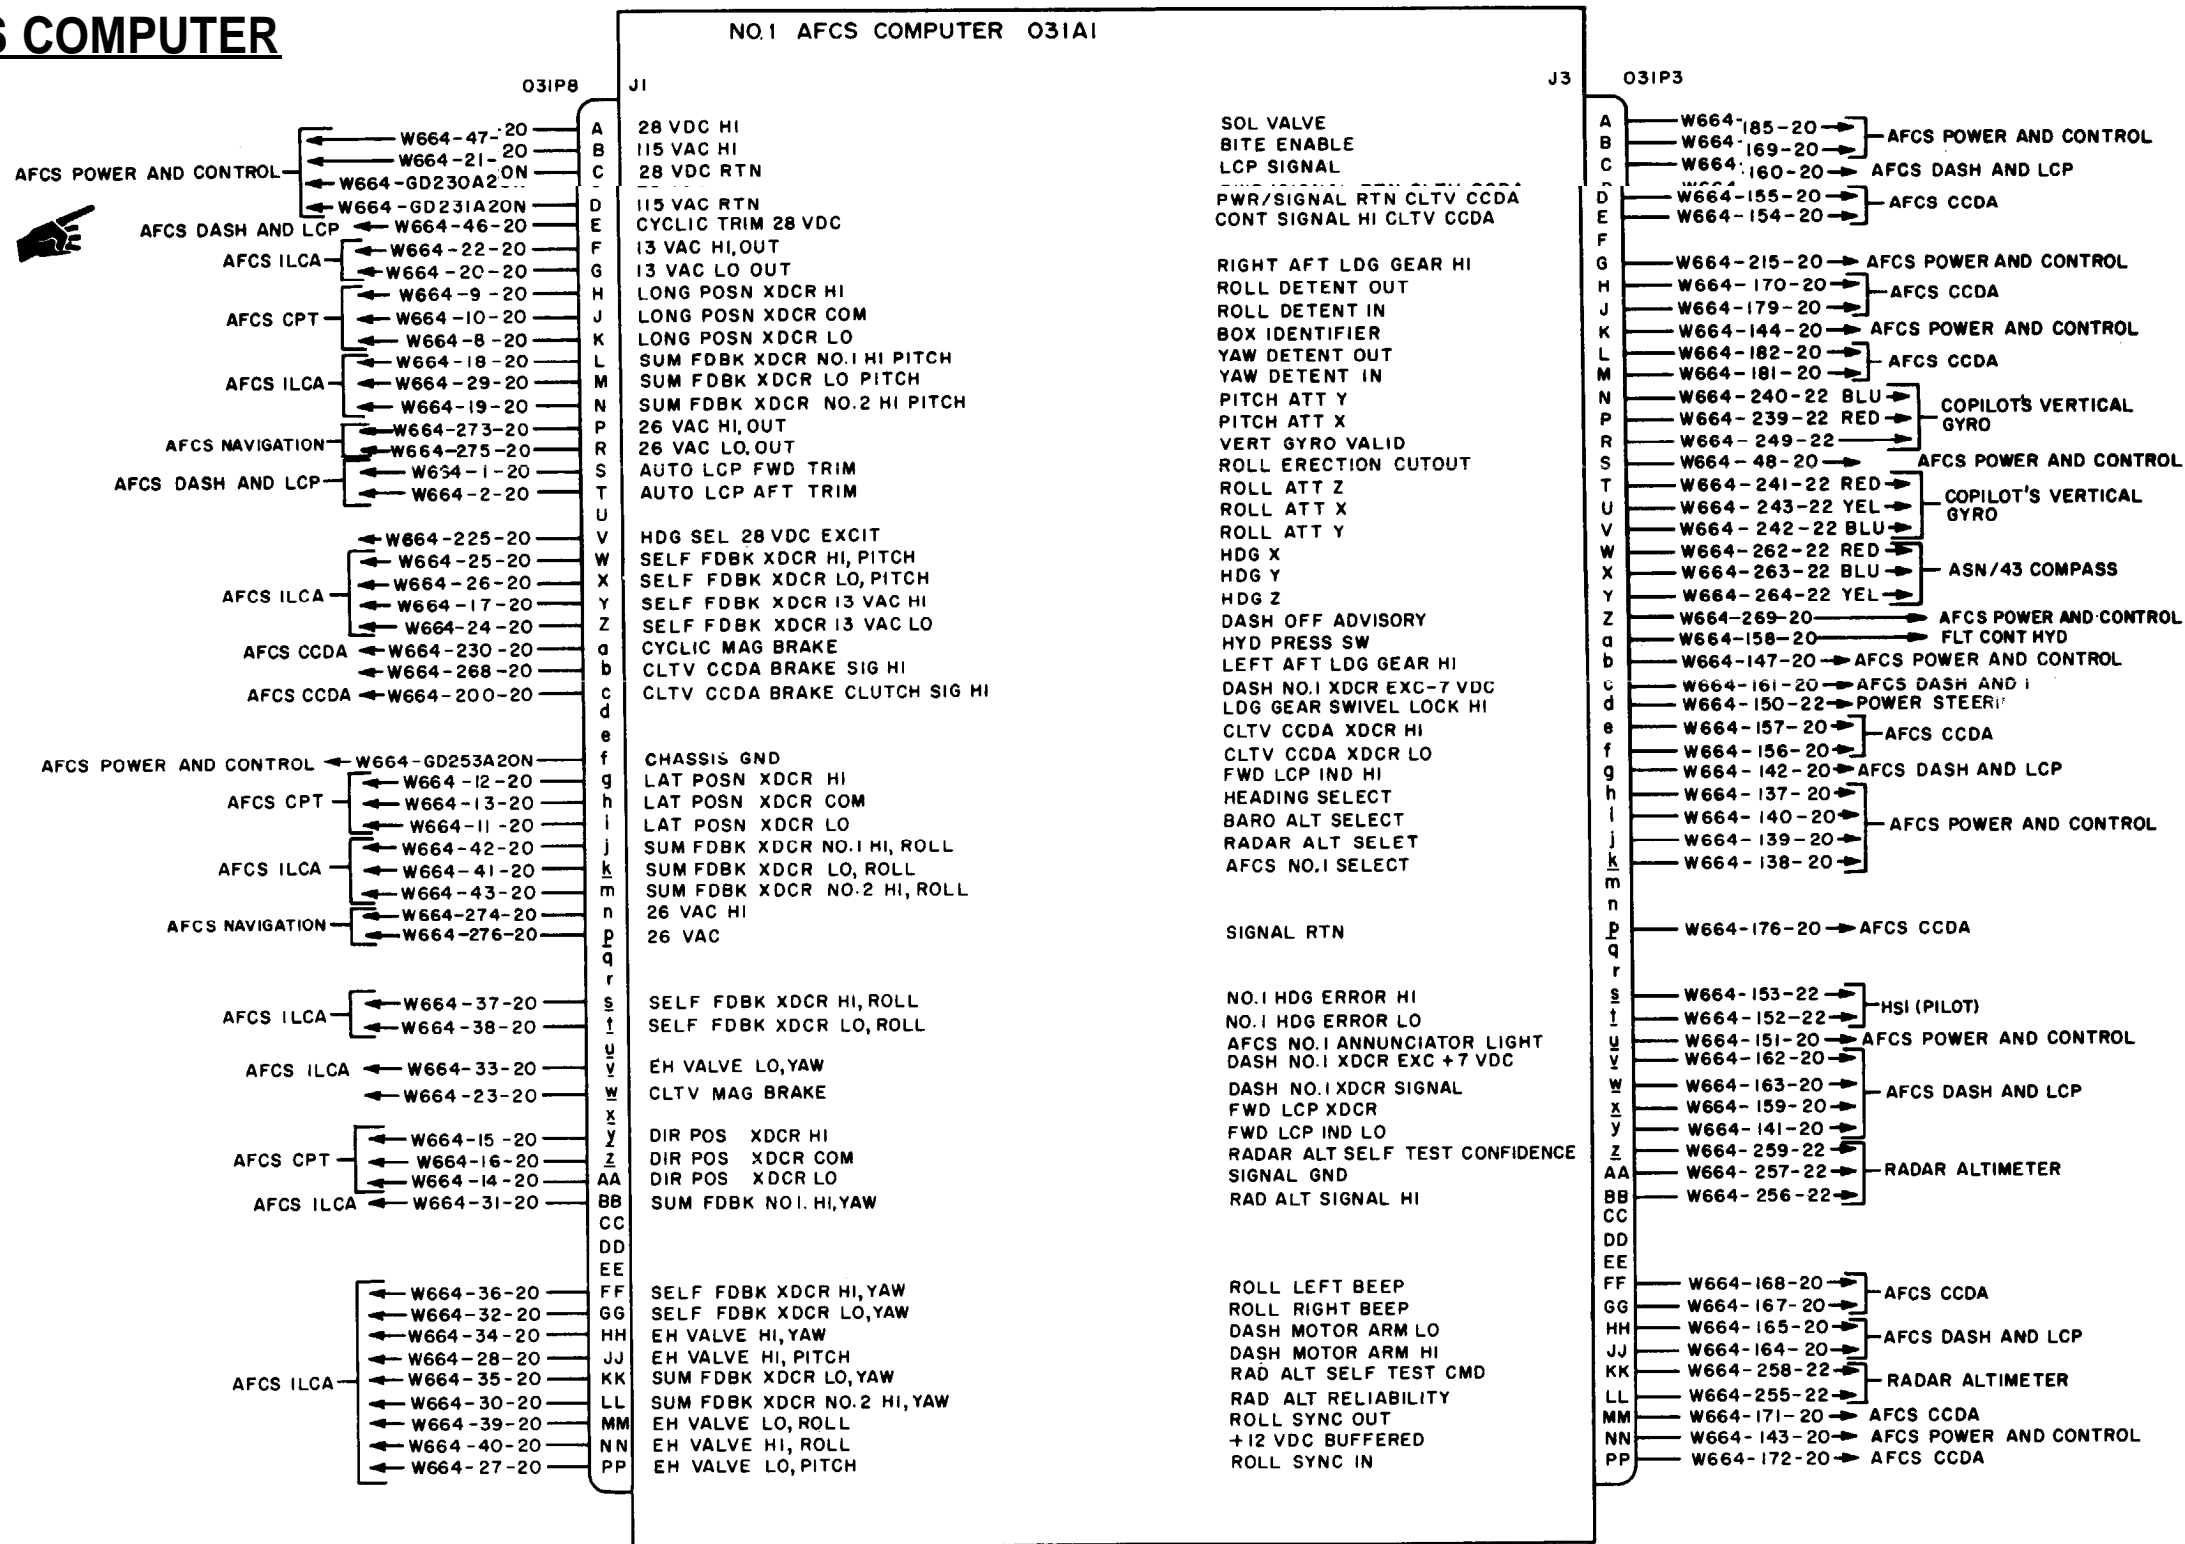 S COMPUTER
NO.1 AFCS COMPUTER 031A1
031P8 J1
AFCS POWER AND CONTROL
W664-47-20 A 28 VDC HI
W664-21-20 B 115 VAC HI
W664-GD230A20N C 28 VDC RTN
W664-GD231A20N D 115 VAC RTN
AFCS DASH AND LCP W664-46-20 E CYCLIC TRIM 28 VDC
AFCS ILCA
W664-22-20 F 13 VAC HI,OUT
W664-20-20 G 13 VAC LO OUT
AFCS CPT
W664-9-20 H LONG POSN XDCR HI
W664-10-20 J LONG POSN XDCR COM
W664-8-20 K LONG POSN XDCR LO
AFCS ILCA
W664-18-20 L SUM FDBK XDCR NO.1 HI PITCH
W664-29-20 M SUM FDBK XDCR LO PITCH
W664-19-20 N SUM FDBK XDCR NO.2 HI PITCH
AFCS NAVIGATION
W664-273-20 P 26 VAC HI,OUT
W664-275-20 R 26 VAC LO.OUT
AFCS DASH AND LCP
W664-1-20 S AUTO LCP FWD TRIM
W664-2-20 T AUTO LCP AFT TRIM
U
W664-225-20 V HDG SEL 28 VDC EXCIT
AFCS ILCA
W664-25-20 W SELF FDBK XDCR HI, PITCH
W664-26-20 X SELF FDBK XDCR LO, PITCH
W664-17-20 Y SELF FDBK XDCR 13 VAC HI
W664-24-20 Z SELF FDBK XDCR 13 VAC LO
AFCS CCDA W664-230-20 a CYCLIC MAG BRAKE
W664-268-20 b CLTV CCDA BRAKE SIG HI
AFCS CCDA W664-200-20 c CLTV CCDA BRAKE CLUTCH SIG HI
d
e
AFCS POWER AND CONTROL W664-GD253A20N f CHASSIS GND
AFCS CPT
W664-12-20 g LAT POSN XDCR HI
W664-13-20 h LAT POSN XDCR COM
W664-11-20 i LAT POSN XDCR LO
AFCS ILCA
W664-42-20 j SUM FDBK XDCR NO.1 HI, ROLL
W664-41-20 k SUM FDBK XDCR LO, ROLL
W664-43-20 m SUM FDBK XDCR NO.2 HI, ROLL
AFCS NAVIGATION
W664-274-20 n 26 VAC HI
W664-276-20 p 26 VAC
q
r
AFCS ILCA
W664-37-20 s SELF FDBK XDCR HI, ROLL
W664-38-20 t SELF FDBK XDCR LO, ROLL
u
AFCS ILCA W664-33-20 v EH VALVE LO,YAW
W664-23-20 w CLTV MAG BRAKE
x
AFCS CPT
W664-15-20 y DIR POS XDCR HI
W664-16-20 z DIR POS XDCR COM
W664-14-20 AA DIR POS XDCR LO
AFCS ILCA W664-31-20 BB SUM FDBK NO1. HI,YAW
CC
DD
EE
AFCS ILCA
W664-36-20 FF SELF FDBK XDCR HI,YAW
W664-32-20 GG SELF FDBK XDCR LO,YAW
W664-34-20 HH EH VALVE HI,YAW
W664-28-20 JJ EH VALVE HI, PITCH
W664-35-20 KK SUM FDBK XDCR LO,YAW
W664-30-20 LL SUM FDBK XDCR NO.2 HI,YAW
W664-39-20 MM EH VALVE LO, ROLL
W664-40-20 NN EH VALVE HI, ROLL
W664-27-20 PP EH VALVE LO, PITCH
J3 031P3
SOL VALVE A W664-185-20
BITE ENABLE B W664-169-20
AFCS POWER AND CONTROL
LCP SIGNAL C W664-160-20 AFCS DASH AND LCP
PWR/SIGNAL RTN CLTV CCDA D W664-155-20
CONT SIGNAL HI CLTV CCDA E W664-154-20
AFCS CCDA
F
RIGHT AFT LDG GEAR HI G W664-215-20 AFCS POWER AND CONTROL
ROLL DETENT OUT H W664-170-20
ROLL DETENT IN J W664-179-20
AFCS CCDA
BOX IDENTIFIER K W664-144-20 AFCS POWER AND CONTROL
YAW DETENT OUT L W664-182-20
YAW DETENT IN M W664-181-20
AFCS CCDA
PITCH ATT Y N W664-240-22 BLU
PITCH ATT X P W664-239-22 RED
VERT GYRO VALID R W664-249-22
COPILOT'S VERTICAL
GYRO
ROLL ERECTION CUTOUT S W664-48-20 AFCS POWER AND CONTROL
ROLL ATT Z T W664-241-22 RED
ROLL ATT X U W664-243-22 YEL
ROLL ATT Y V W664-242-22 BLU
COPILOT'S VERTICAL
GYRO
HDG X W W664-262-22 RED
HDG Y X W664-263-22 BLU
HDG Z Y W664-264-22 YEL
ASN/43 COMPASS
DASH OFF ADVISORY Z W664-269-20 AFCS POWER AND CONTROL
HYD PRESS SW a W664-158-20 FLT CONT HYD
LEFT AFT LDG GEAR HI b W664-147-20 AFCS POWER AND CONTROL
DASH NO.1 XDCR EXC-7 VDC c W664-161-20 AFCS DASH AND
LDG GEAR SWIVEL LOCK HI d W664-150-22 POWER STEER
CLTV CCDA XDCR HI e W664-157-20
CLTV CCDA XDCR LO f W664-156-20
AFCS CCDA
FWD LCP IND HI g W664-142-20 AFCS DASH AND LCP
HEADING SELECT h W664-137-20
BARO ALT SELECT i W664-140-20
RADAR ALT SELET j W664-139-20
AFCS NO.1 SELECT k W664-138-20
AFCS POWER AND CONTROL
m
n
SIGNAL RTN p W664-176-20 AFCS CCDA
q
r
NO.1 HDG ERROR HI s W664-153-22
NO.1 HDG ERROR LO t W664-152-22
HSI (PILOT)
AFCS NO.1 ANNUNCIATOR LIGHT u W664-151-20 AFCS POWER AND CONTROL
DASH NO.1 XDCR EXC +7 VDC v W664-162-20
DASH NO.1 XDCR SIGNAL w W664-163-20
FWD LCP XDCR x W664-159-20
FWD LCP IND LO y W664-141-20
AFCS DASH AND LCP
RADAR ALT SELF TEST CONFIDENCE z W664-259-22
SIGNAL GND AA W664-257-22
RAD ALT SIGNAL HI BB W664-256-22
RADAR ALTIMETER
CC
DD
EE
ROLL LEFT BEEP FF W664-168-20
ROLL RIGHT BEEP GG W664-167-20
AFCS CCDA
DASH MOTOR ARM LO HH W664-165-20
DASH MOTOR ARM HI JJ W664-164-20
AFCS DASH AND LCP
RAD ALT SELF TEST CMD KK W664-258-22
RAD ALT RELIABILITY LL W664-255-22
RADAR ALTIMETER
ROLL SYNC OUT MM W664-171-20 AFCS CCDA
+12 VDC BUFFERED NN W664-143-20 AFCS POWER AND CONTROL
ROLL SYNC IN PP W664-172-20 AFCS CCDA